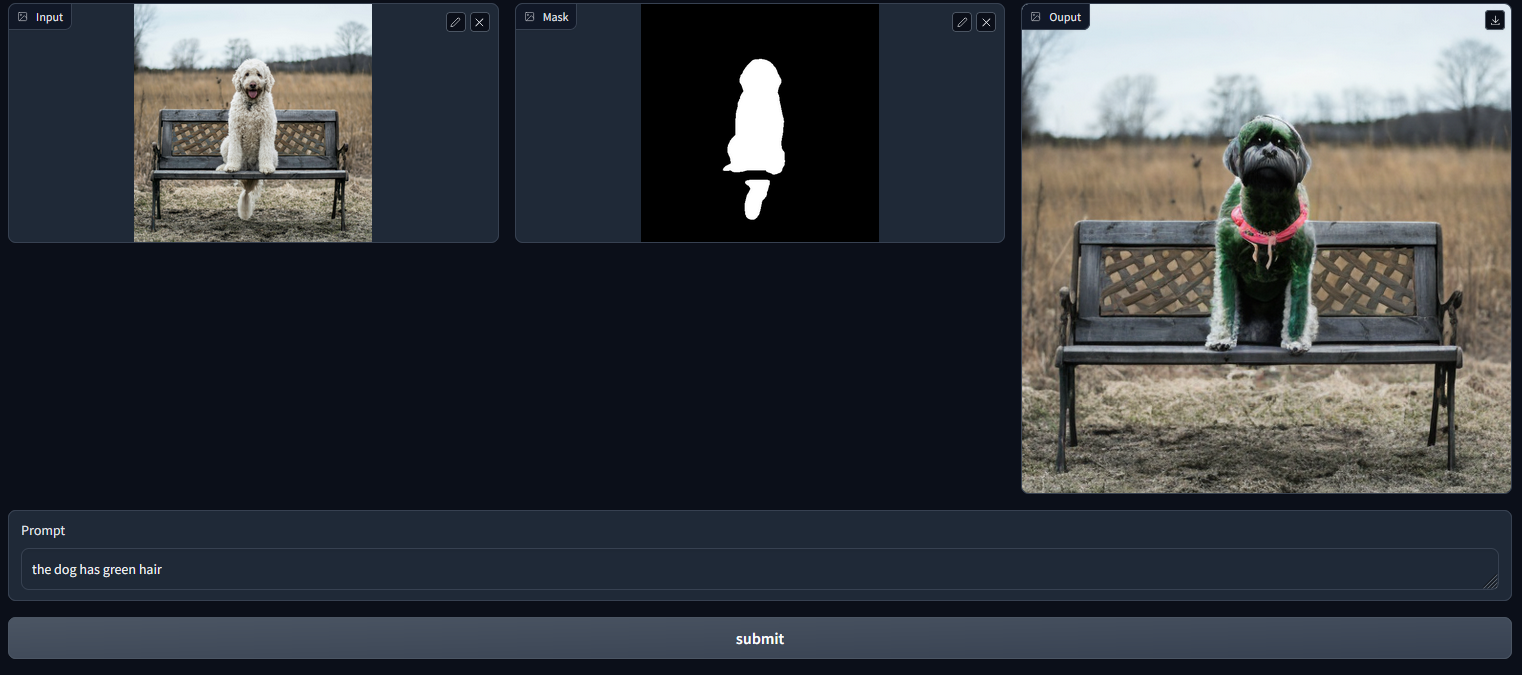 Input
Mask
Ouput
Prompt
the dog has green hair
submit